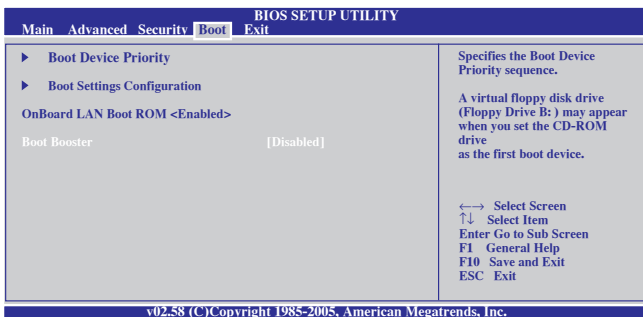 BIOS SETUP UTILITY
Main Advanced Security Boot Exit
▶ Boot Device Priority
▶ Boot Settings Configuration
OnBoard LAN Boot ROM <Enabled>
Boot Booster [Disabled]
Specifies the Boot Device
Priority sequence.
A virtual floppy disk drive
(Floppy Drive B: ) may appear
when you set the CD-ROM
drive
as the first boot device.
←→ Select Screen
↑↓ Select Item
Enter Go to Sub Screen
F1 General Help
F10 Save and Exit
ESC Exit
v02.58 (C)Copyright 1985-2005, American Megatrends, Inc.